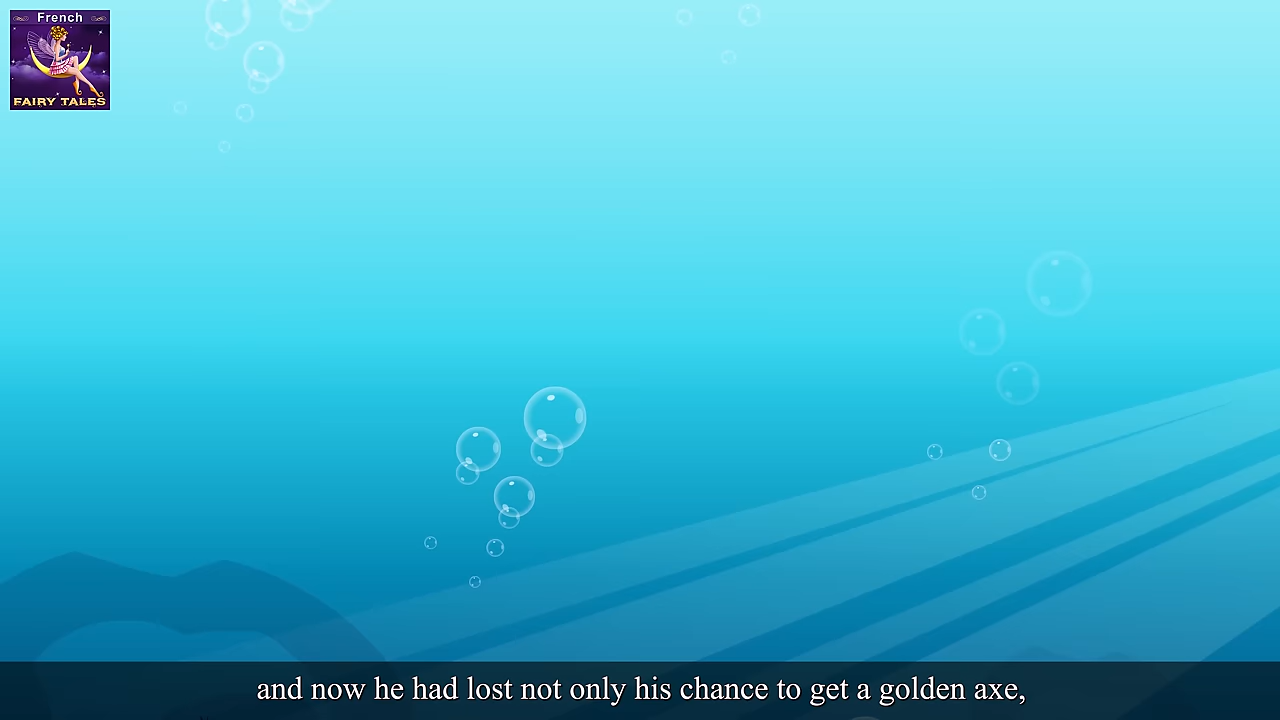 French
FAIRY TALES
and now he had lost not only his chance to get a golden axe,